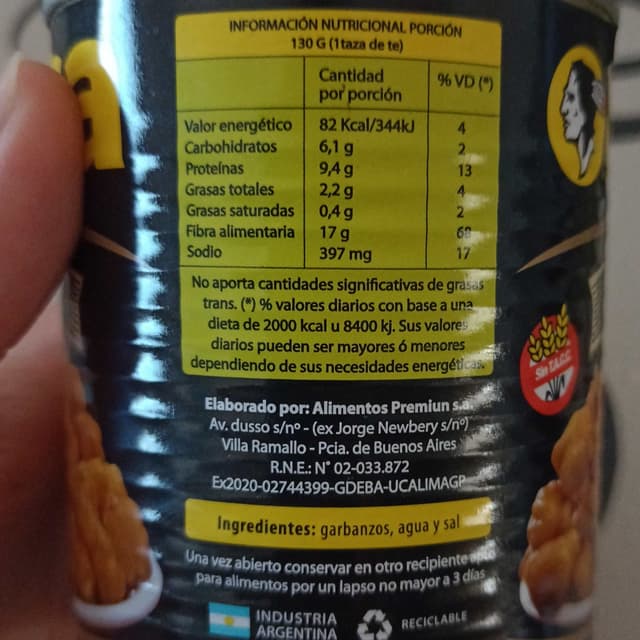 INFORMACIÓN NUTRICIONAL PORCIÓN
130 G (1taza de te)
Cantidad por porción % VD (*)
Valor energético 82 Kcal/344kJ 4
Carbohidratos 6,1 g 2
Proteínas 9,4 g 13
Grasas totales 2,2 g 4
Grasas saturadas 0,4 g 2
Fibra alimentaria 17 g 68
Sodio 397 mg 17
No aporta cantidades significativas de grasas
trans. (*) % valores diarios con base a una
dieta de 2000 kcal u 8400 kj. Sus valores
diarios pueden ser mayores ó menores
dependiendo de sus necesidades energéticas.
Sin T.A.C.C.
Elaborado por: Alimentos Premiun s.a.
Av. dusso s/nº - (ex Jorge Newbery s/nº)
Villa Ramallo - Pcia. de Buenos Aires
R.N.E.: N° 02-033.872
Ex2020-02744399-GDEBA-UCALIMAGP
Ingredientes: garbanzos, agua y sal
Una vez abierto conservar en otro recipiente apto
para alimentos por un lapso no mayor a 3 días
INDUSTRIA
ARGENTINA
RECICLABLE